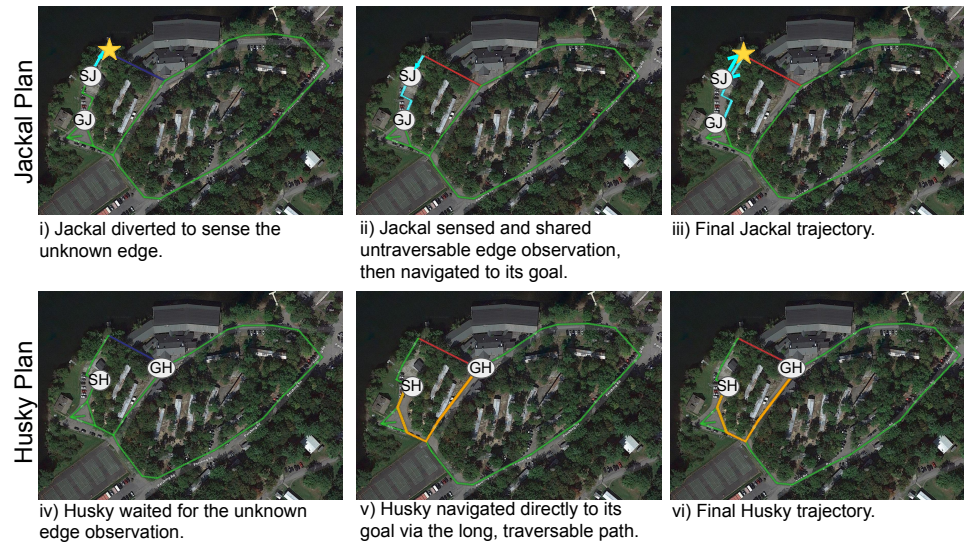 Jackal Plan
SJ
GJ
SJ
GJ
SJ
GJ
i) Jackal diverted to sense the
unknown edge.
ii) Jackal sensed and shared
untraversable edge observation,
then navigated to its goal.
iii) Final Jackal trajectory.
Husky Plan
SH
GH
SH
GH
SH
GH
iv) Husky waited for the unknown
edge observation.
v) Husky navigated directly to its
goal via the long, traversable path.
vi) Final Husky trajectory.